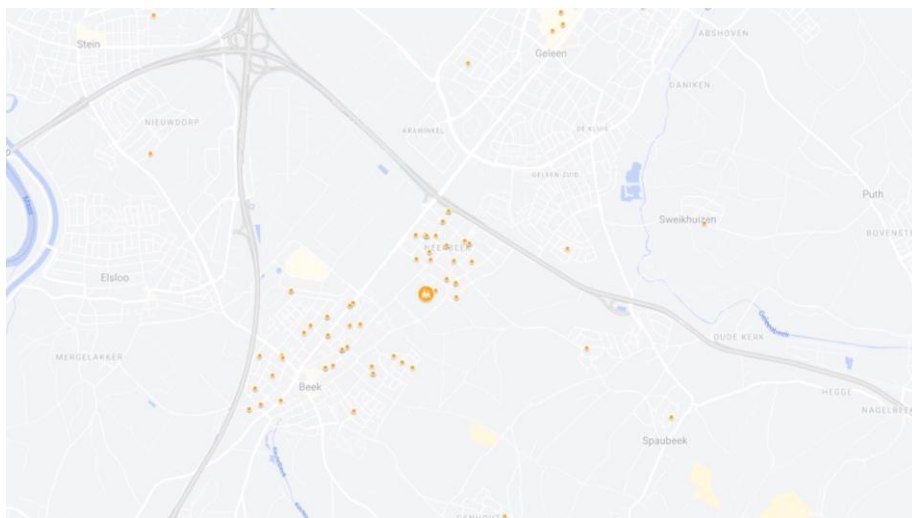 Stein
ABSHOVEN
Geleen
DANIKEN
NIEUWDORP
KRAWINKEL
DE KLUIS
GELEEN ZUID
Puth
Sweikhuizen
BOVENSTE
Elsloo
OUDE KERK
MERGELAKKER
Beek
HEGGE
NAGELBEEK
Spaubeek